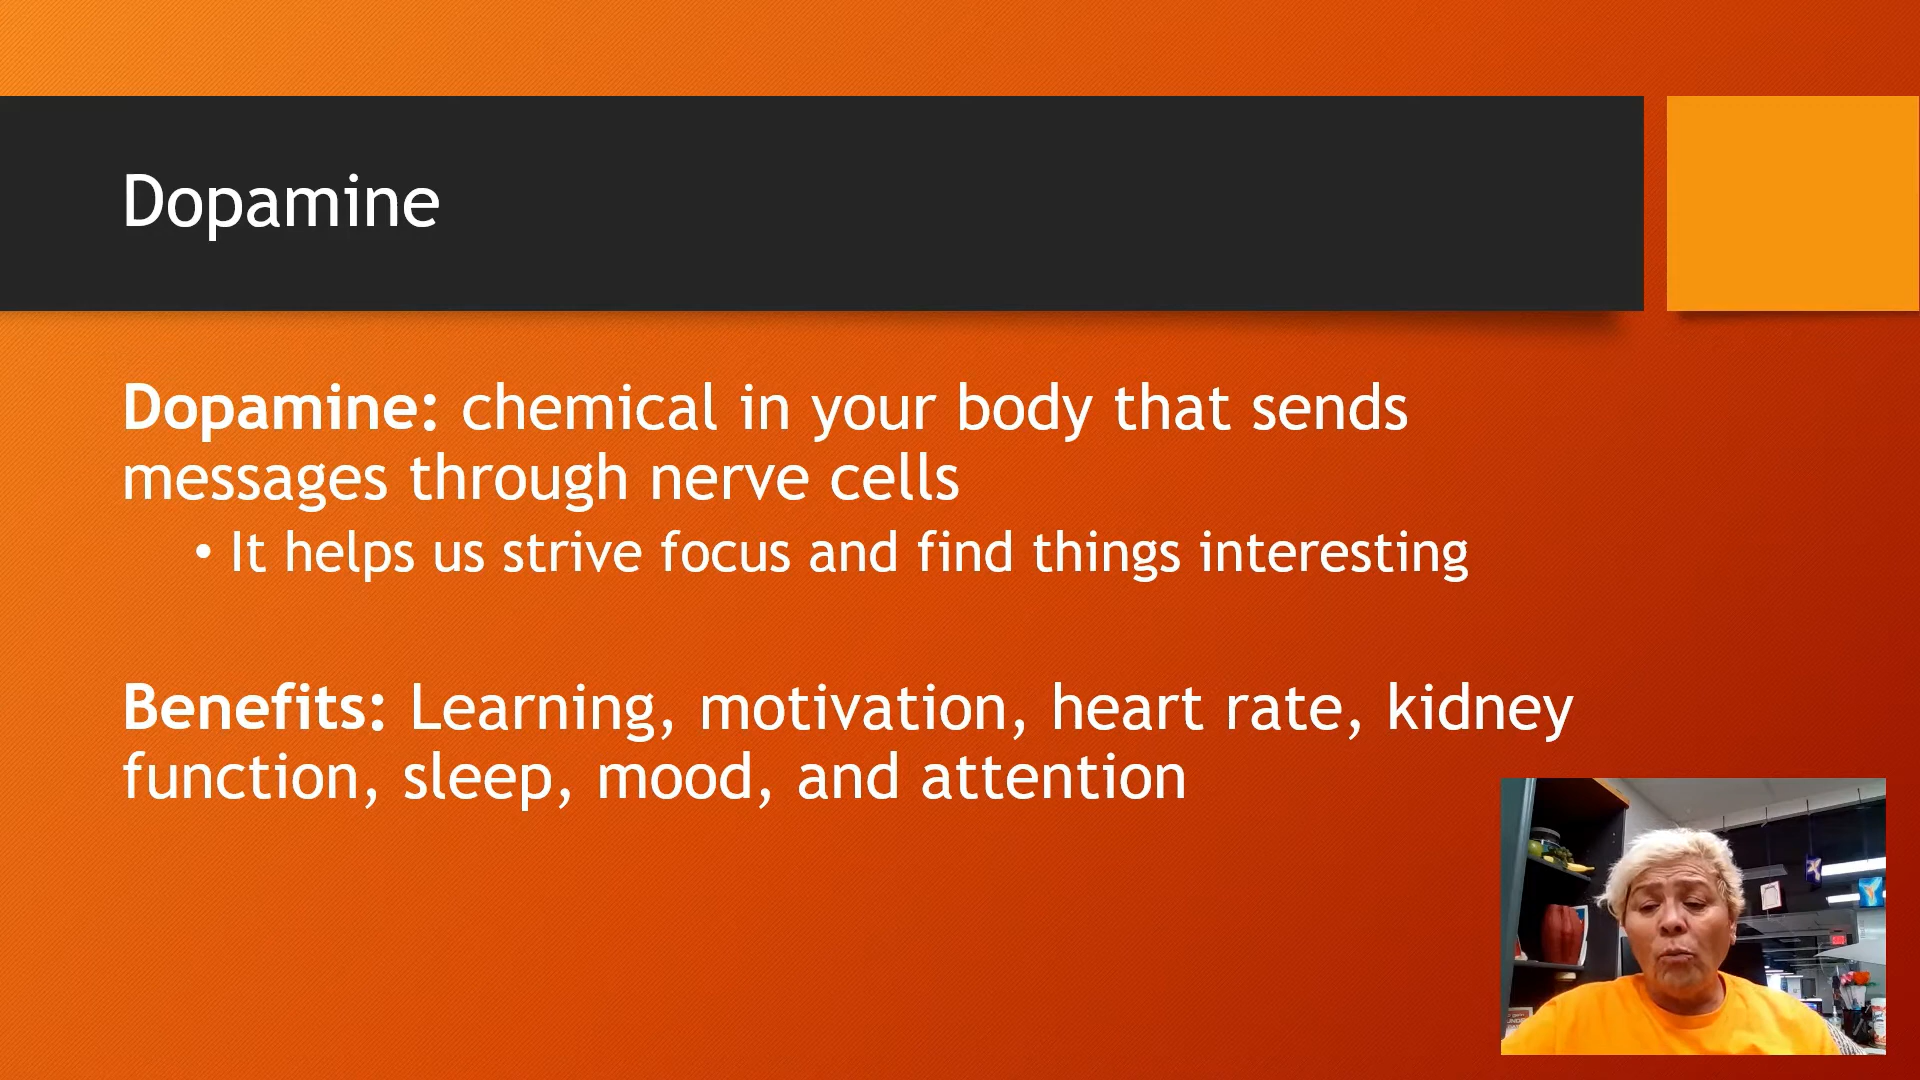 Dopamine
Dopamine: chemical in your body that sends
messages through nerve cells
• It helps us strive focus and find things interesting
Benefits: Learning, motivation, heart rate, kidney
function, sleep, mood, and attention